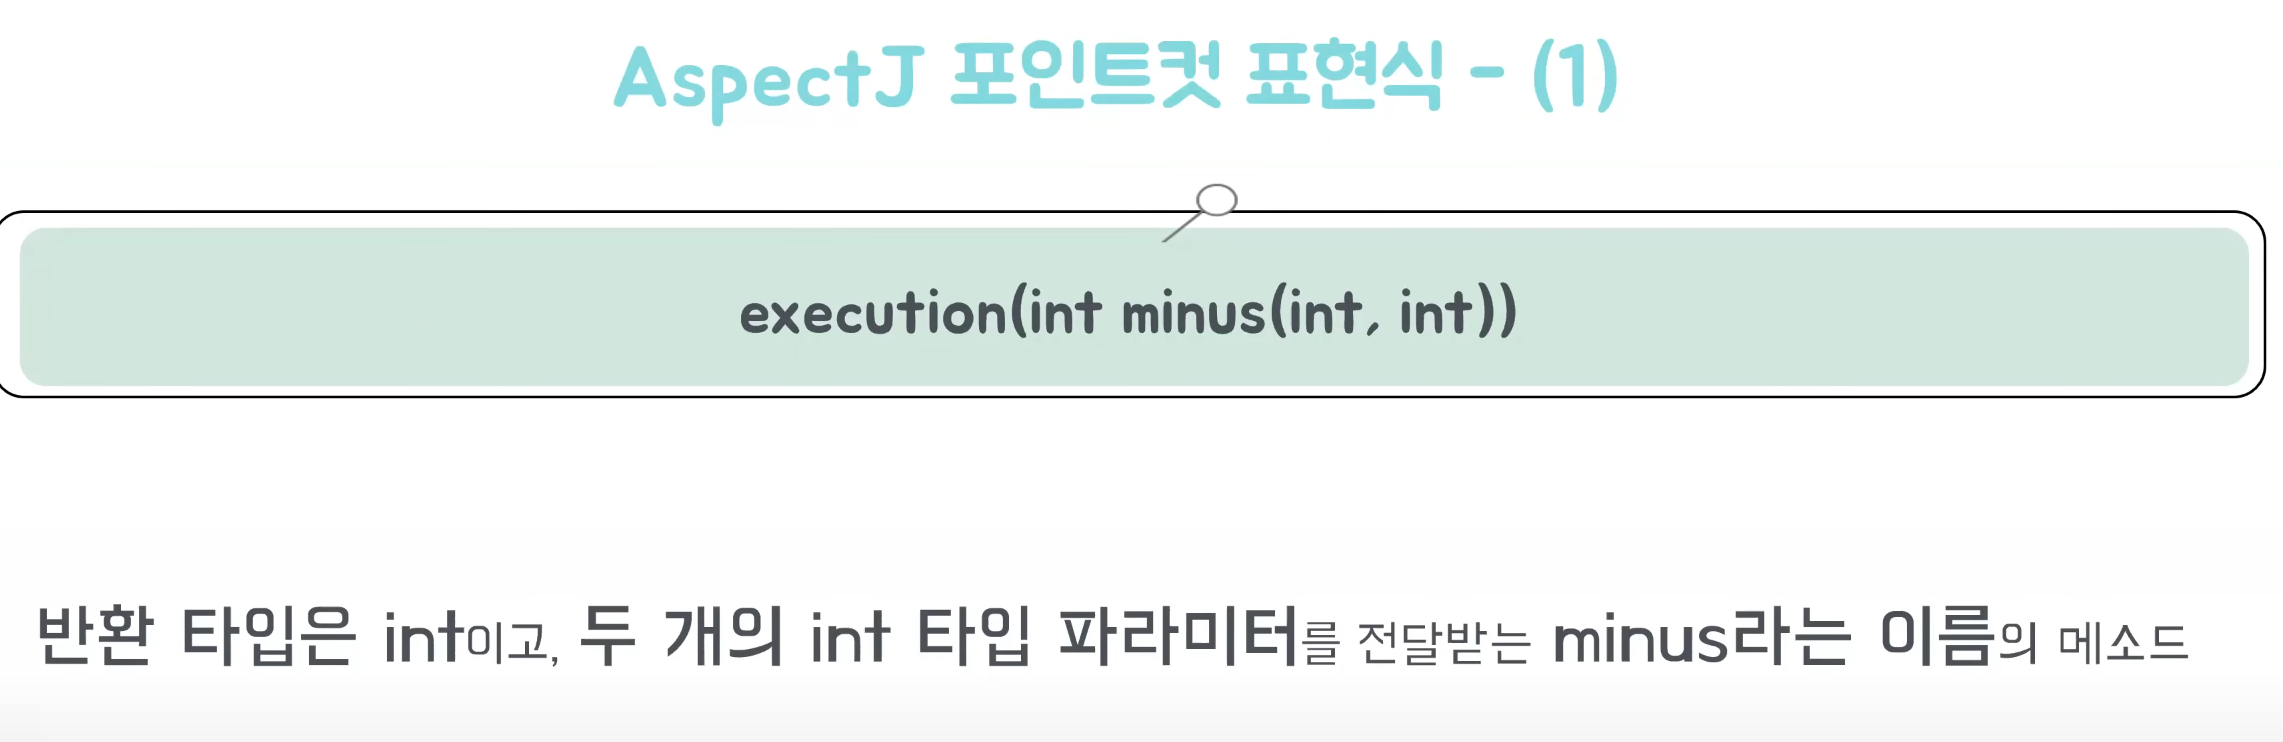 AspectJ 포인트컷 표현식 - (1)
execution(int minus(int, int))
반환 타입은 int이고, 두 개의 int 타입 파라미터를 전달받는 minus라는 이름의 메소드